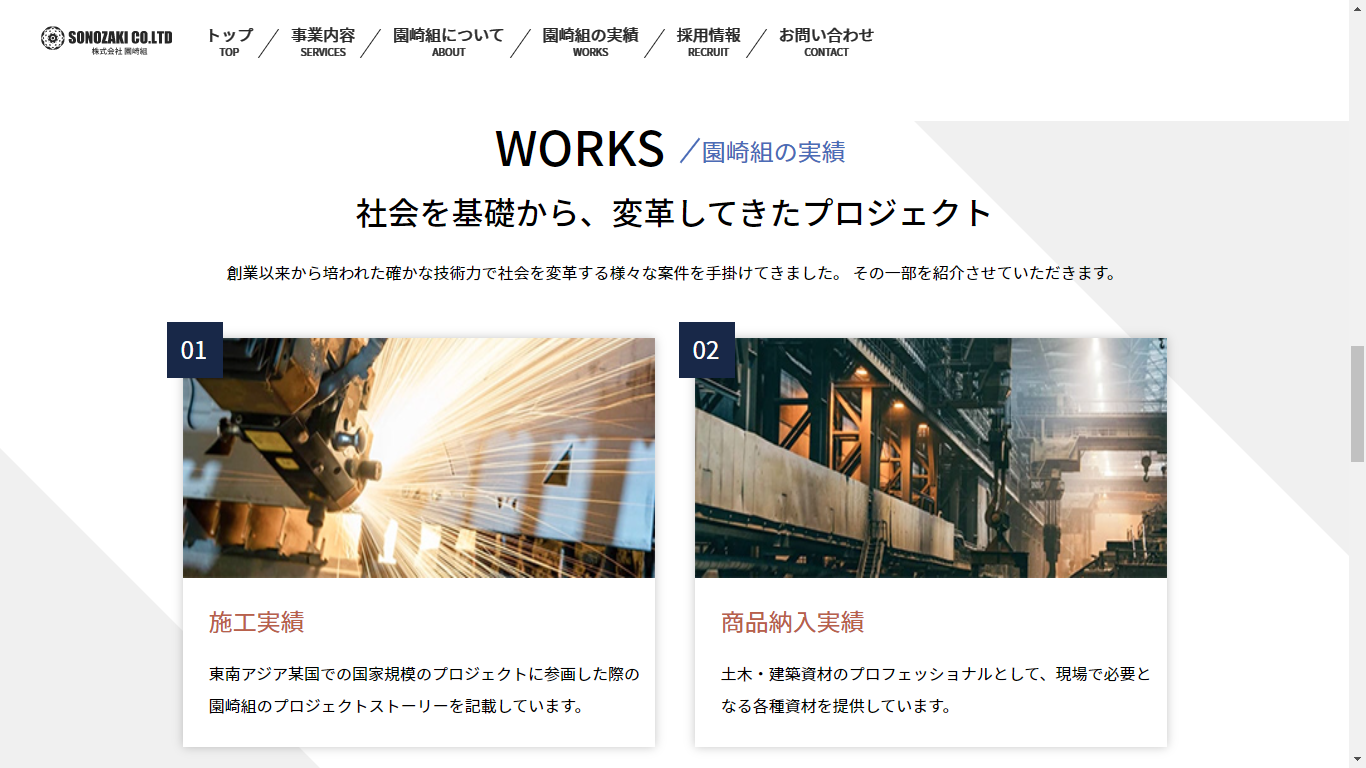 SONOZAKI CO.LTD
株式会社 園崎組
トップ
TOP
事業内容
SERVICES
園崎組について
ABOUT
園崎組の実績
WORKS
採用情報
RECRUIT
お問い合わせ
CONTACT
WORKS ／園崎組の実績
社会を基礎から、変革してきたプロジェクト
創業以来から培われた確かな技術力で社会を変革する様々な案件を手掛けてきました。 その一部を紹介させていただきます。
01
施工実績
東南アジア某国での国家規模のプロジェクトに参画した際の
園崎組のプロジェクトストーリーを記載しています。
02
商品納入実績
土木・建築資材のプロフェッショナルとして、現場で必要と
なる各種資材を提供しています。